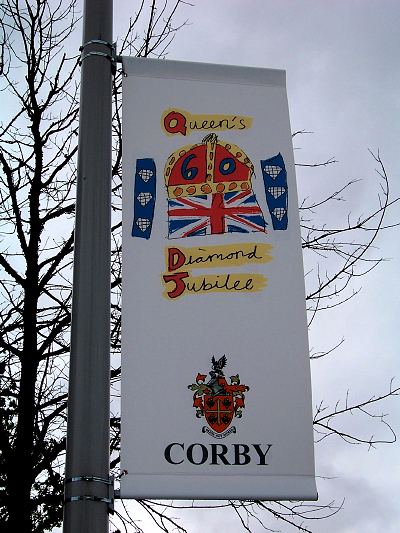 Queen's
60
Diamond
Jubilee
CORBY